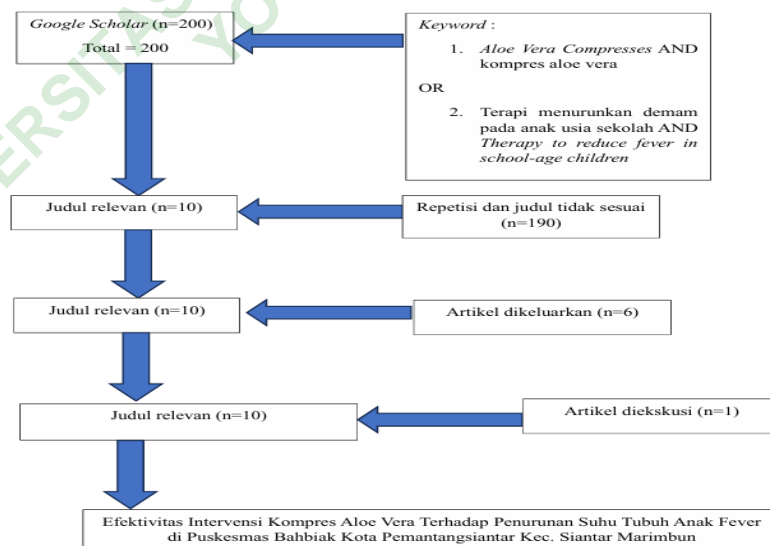 Google Scholar (n=200)
Total = 200
Keyword :
1. Aloe Vera Compresses AND
kompres aloe vera
OR
2. Terapi menurunkan demam
pada anak usia sekolah AND
Therapy to reduce fever in
school-age children
Judul relevan (n=10)
Repetisi dan judul tidak sesuai
(n=190)
Judul relevan (n=10)
Artikel dikeluarkan (n=6)
Judul relevan (n=10)
Artikel diekskusi (n=1)
Efektivitas Intervensi Kompres Aloe Vera Terhadap Penurunan Suhu Tubuh Anak Fever
di Puskesmas Bahbiak Kota Pemantangsiantar Kec. Siantar Marimbun